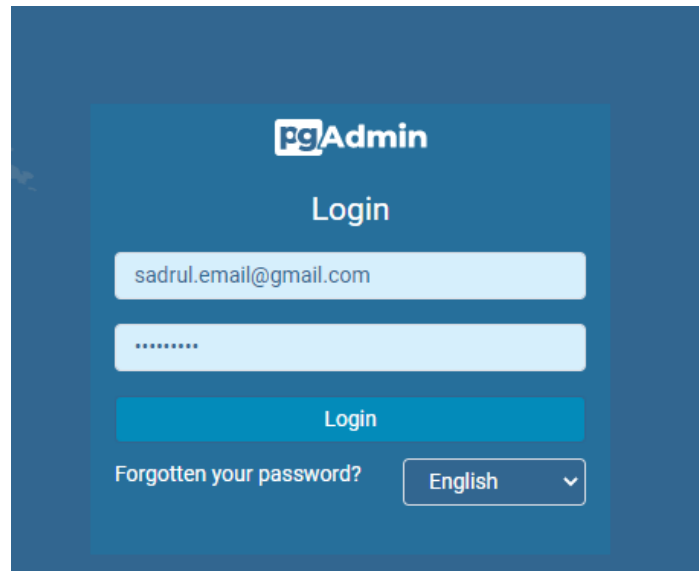 pgAdmin
Login
sadrul.email@gmail.com
•••••••••
Login
Forgotten your password? English